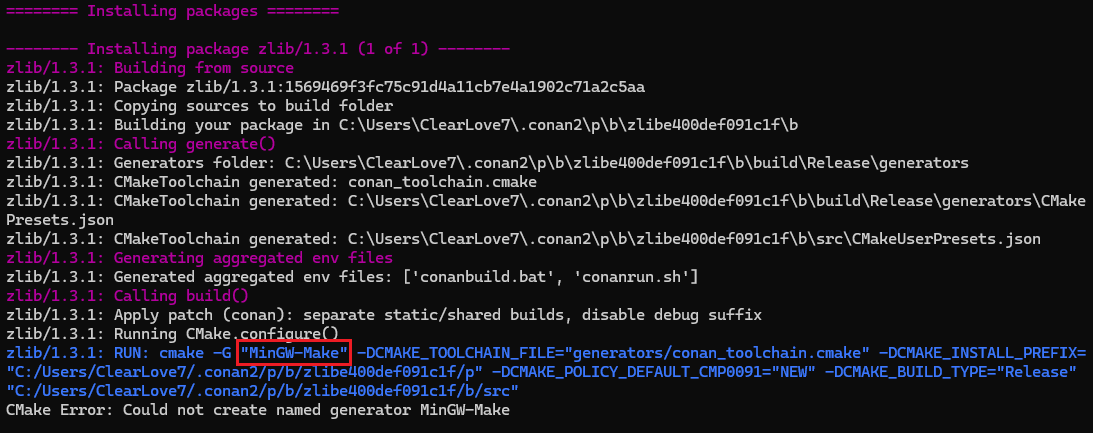 ======== Installing packages ========
-------- Installing package zlib/1.3.1 (1 of 1) --------
zlib/1.3.1: Building from source
zlib/1.3.1: Package zlib/1.3.1:1569469f3fc75c91d4a11cb7e4a1902c71a2c5aa
zlib/1.3.1: Copying sources to build folder
zlib/1.3.1: Building your package in C:\Users\ClearLove7\.conan2\p\b\zlibe400def091c1f\b
zlib/1.3.1: Calling generate()
zlib/1.3.1: Generators folder: C:\Users\ClearLove7\.conan2\p\b\zlibe400def091c1f\b\build\Release\generators
zlib/1.3.1: CMakeToolchain generated: conan_toolchain.cmake
zlib/1.3.1: CMakeToolchain generated: C:\Users\ClearLove7\.conan2\p\b\zlibe400def091c1f\b\build\Release\generators\CMake
Presets.json
zlib/1.3.1: CMakeToolchain generated: C:\Users\ClearLove7\.conan2\p\b\zlibe400def091c1f\b\src\CMakeUserPresets.json
zlib/1.3.1: Generating aggregated env files
zlib/1.3.1: Generated aggregated env files: ['conanbuild.bat', 'conanrun.sh']
zlib/1.3.1: Calling build()
zlib/1.3.1: Apply patch (conan): separate static/shared builds, disable debug suffix
zlib/1.3.1: Running CMake.configure()
zlib/1.3.1: RUN: cmake -G "MinGW-Make" -DCMAKE_TOOLCHAIN_FILE="generators/conan_toolchain.cmake" -DCMAKE_INSTALL_PREFIX=
"C:/Users/ClearLove7/.conan2/p/b/zlibe400def091c1f/p" -DCMAKE_POLICY_DEFAULT_CMP0091="NEW" -DCMAKE_BUILD_TYPE="Release"
"C:/Users/ClearLove7/.conan2/p/b/zlibe400def091c1f/b/src"
CMake Error: Could not create named generator MinGW-Make